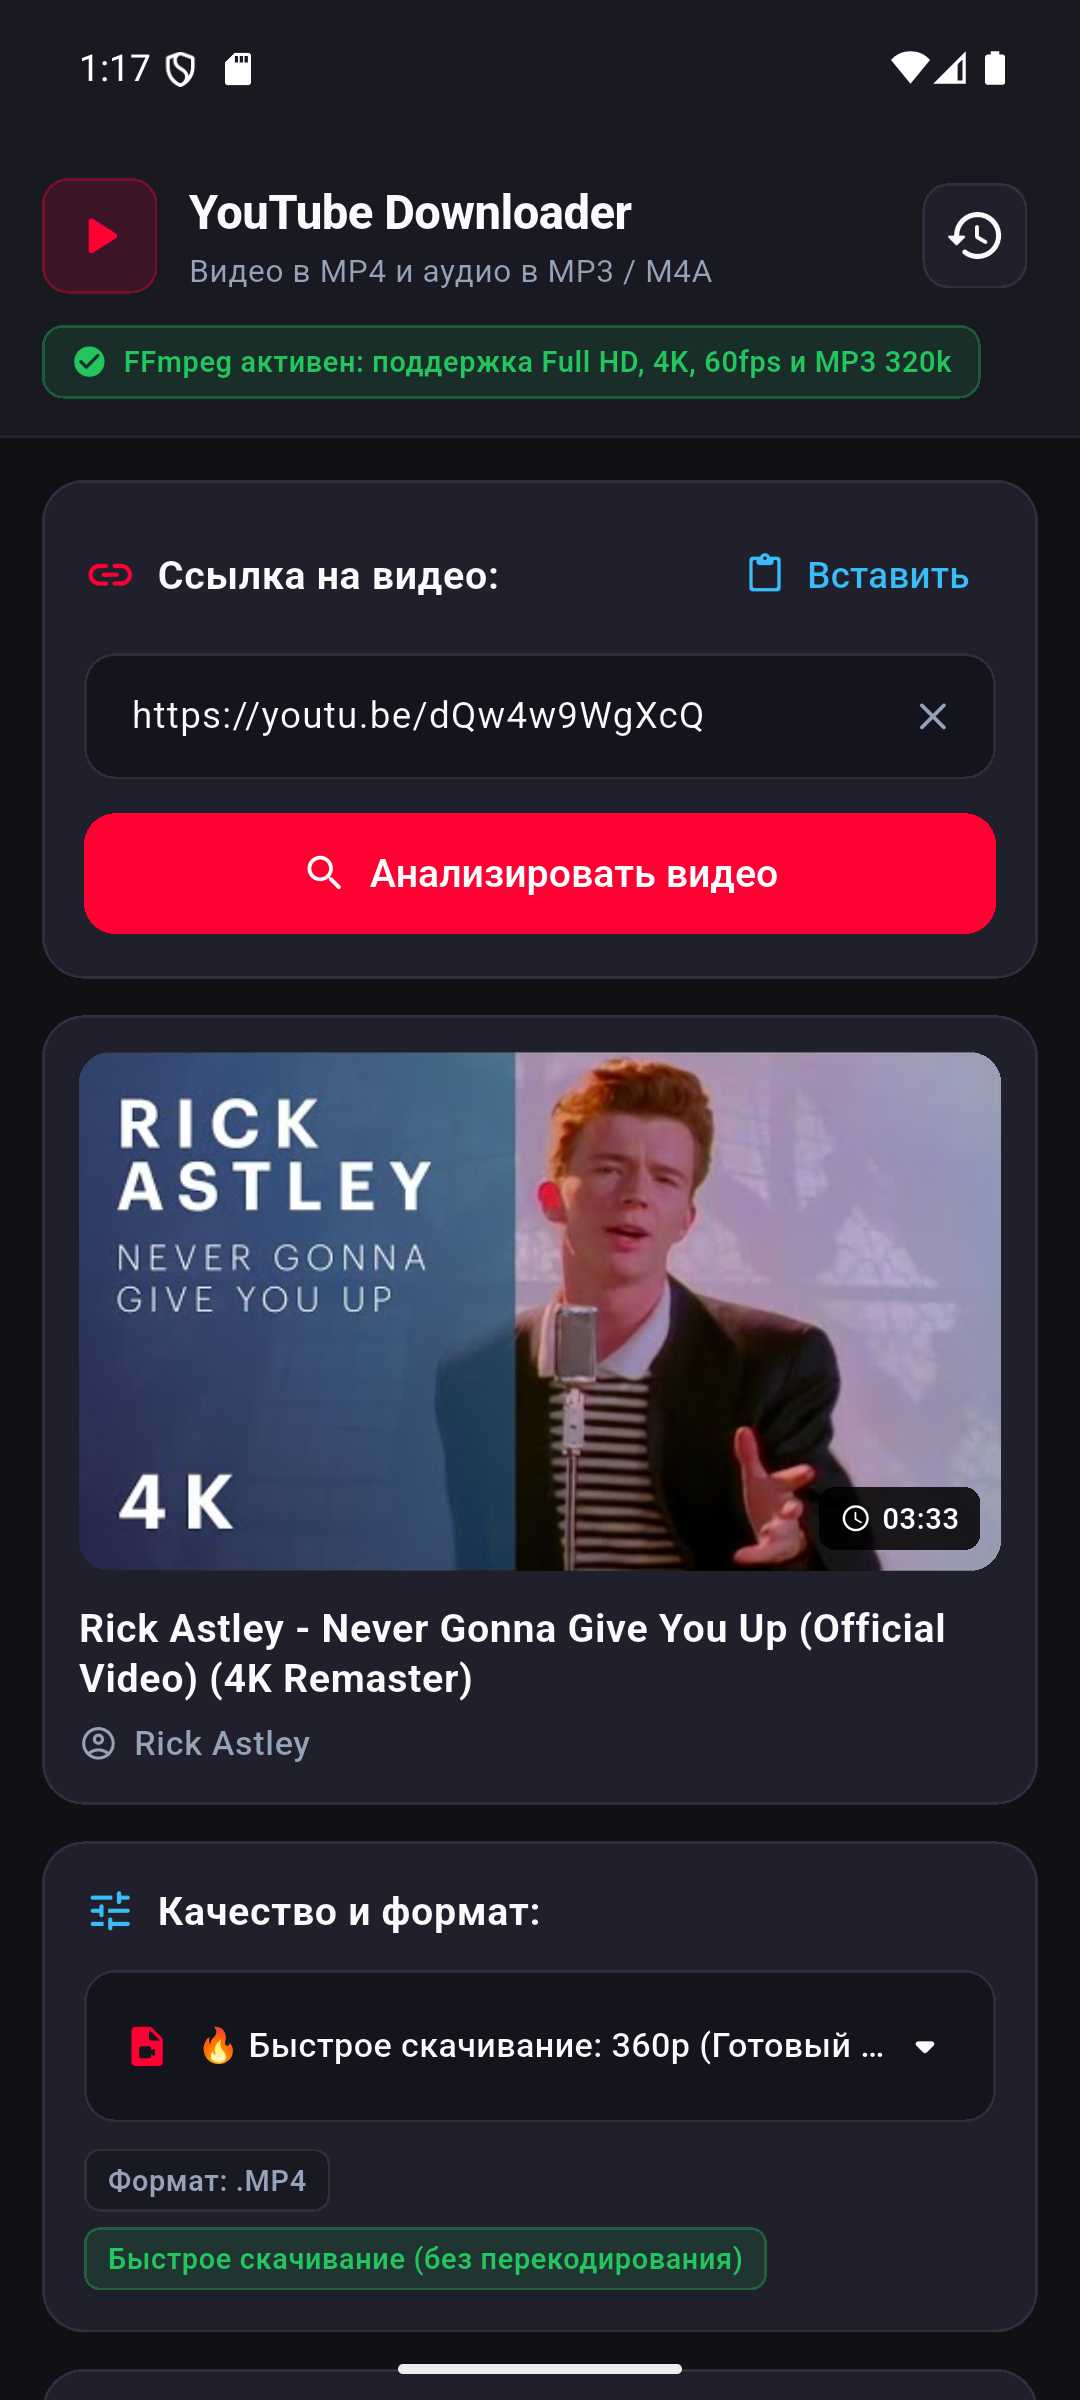 1:17
YouTube Downloader
Видео в MP4 и аудио в MP3 / M4A
FFmpeg активен: поддержка Full HD, 4K, 60fps и MP3 320k
Ссылка на видео:
Вставить
https://youtu.be/dQw4w9WgXcQ
Анализировать видео
RICK
ASTLEY
NEVER GONNA
GIVE YOU UP
4K
03:33
Rick Astley - Never Gonna Give You Up (Official
Video) (4K Remaster)
Rick Astley
Качество и формат:
🔥 Быстрое скачивание: 360p (Готовый ...
Формат: .MP4
Быстрое скачивание (без перекодирования)